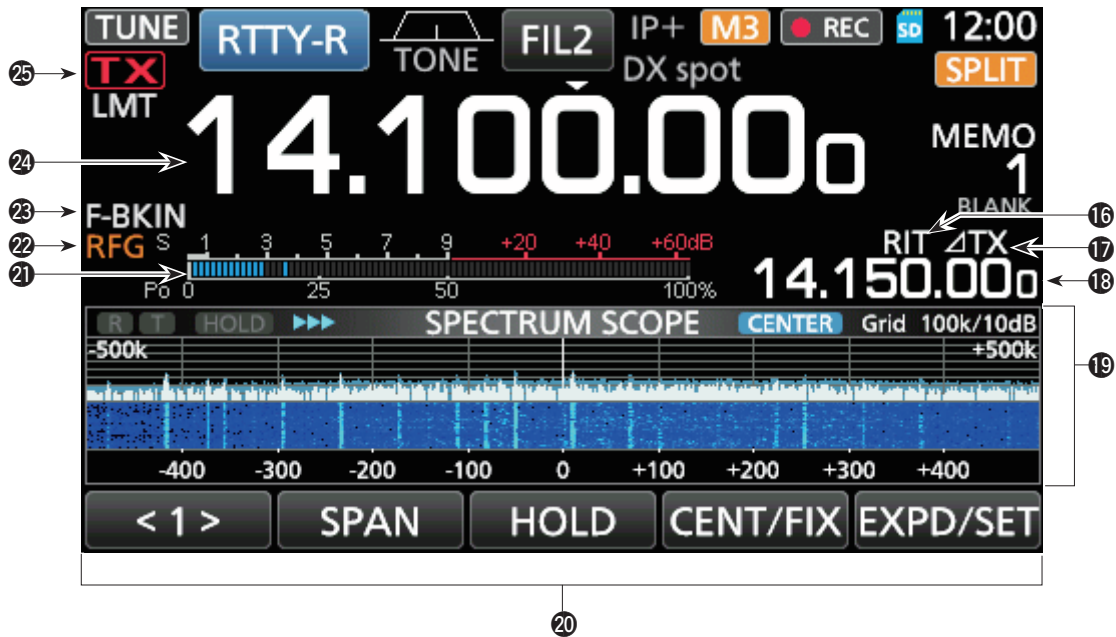 TUNE RTTY-R TONE FIL2 IP+ M3 REC SD 12:00
㉕ TX DX spot SPLIT
LMT
㉔ 14.100.000 MEMO
1
㉓ F-BKIN BLANK ⑯
㉒ RFG S 1 3 5 7 9 +20 +40 +60dB RIT ⊿TX ⑰
㉑ Po 0 25 50 100% 14.150.000 ⑱
R T HOLD SPECTRUM SCOPE CENTER Grid 100k/10dB
-500k +500k
⑲
-400 -300 -200 -100 0 +100 +200 +300 +400
< 1 > SPAN HOLD CENT/FIX EXPD/SET
⑳